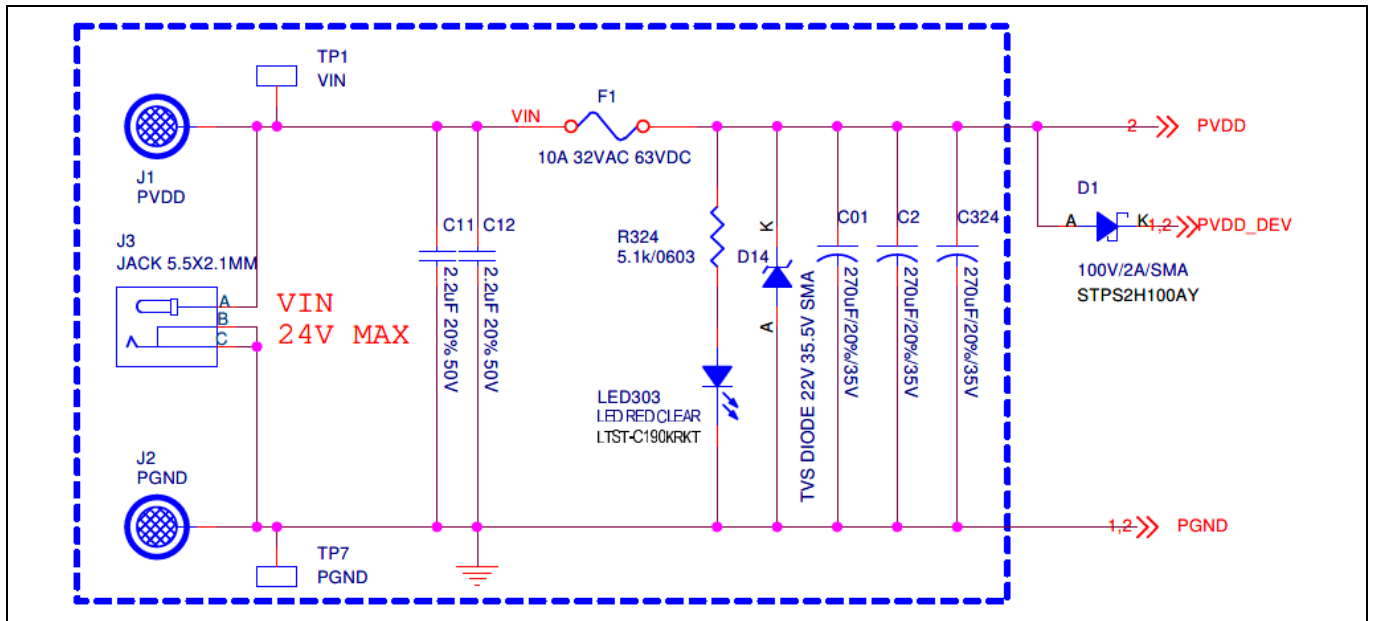 TP1
VIN
J1
PVDD
J3
JACK 5.5X2.1MM
A
B
C
VIN
24V MAX
J2
PGND
TP7
PGND
C11
2.2uF 20% 50V
C12
2.2uF 20% 50V
VIN
F1
10A 32VAC 63VDC
R324
5.1k/0603
LED303
LED RED CLEAR
LTST-C190KRKT
K
D14
A
TVS DIODE 22V 35.5V SMA
C01
270uF/20%/35V
C2
270uF/20%/35V
C324
270uF/20%/35V
2
PVDD
D1
A
K
1,2
PVDD_DEV
100V/2A/SMA
STPS2H100AY
1,2
PGND